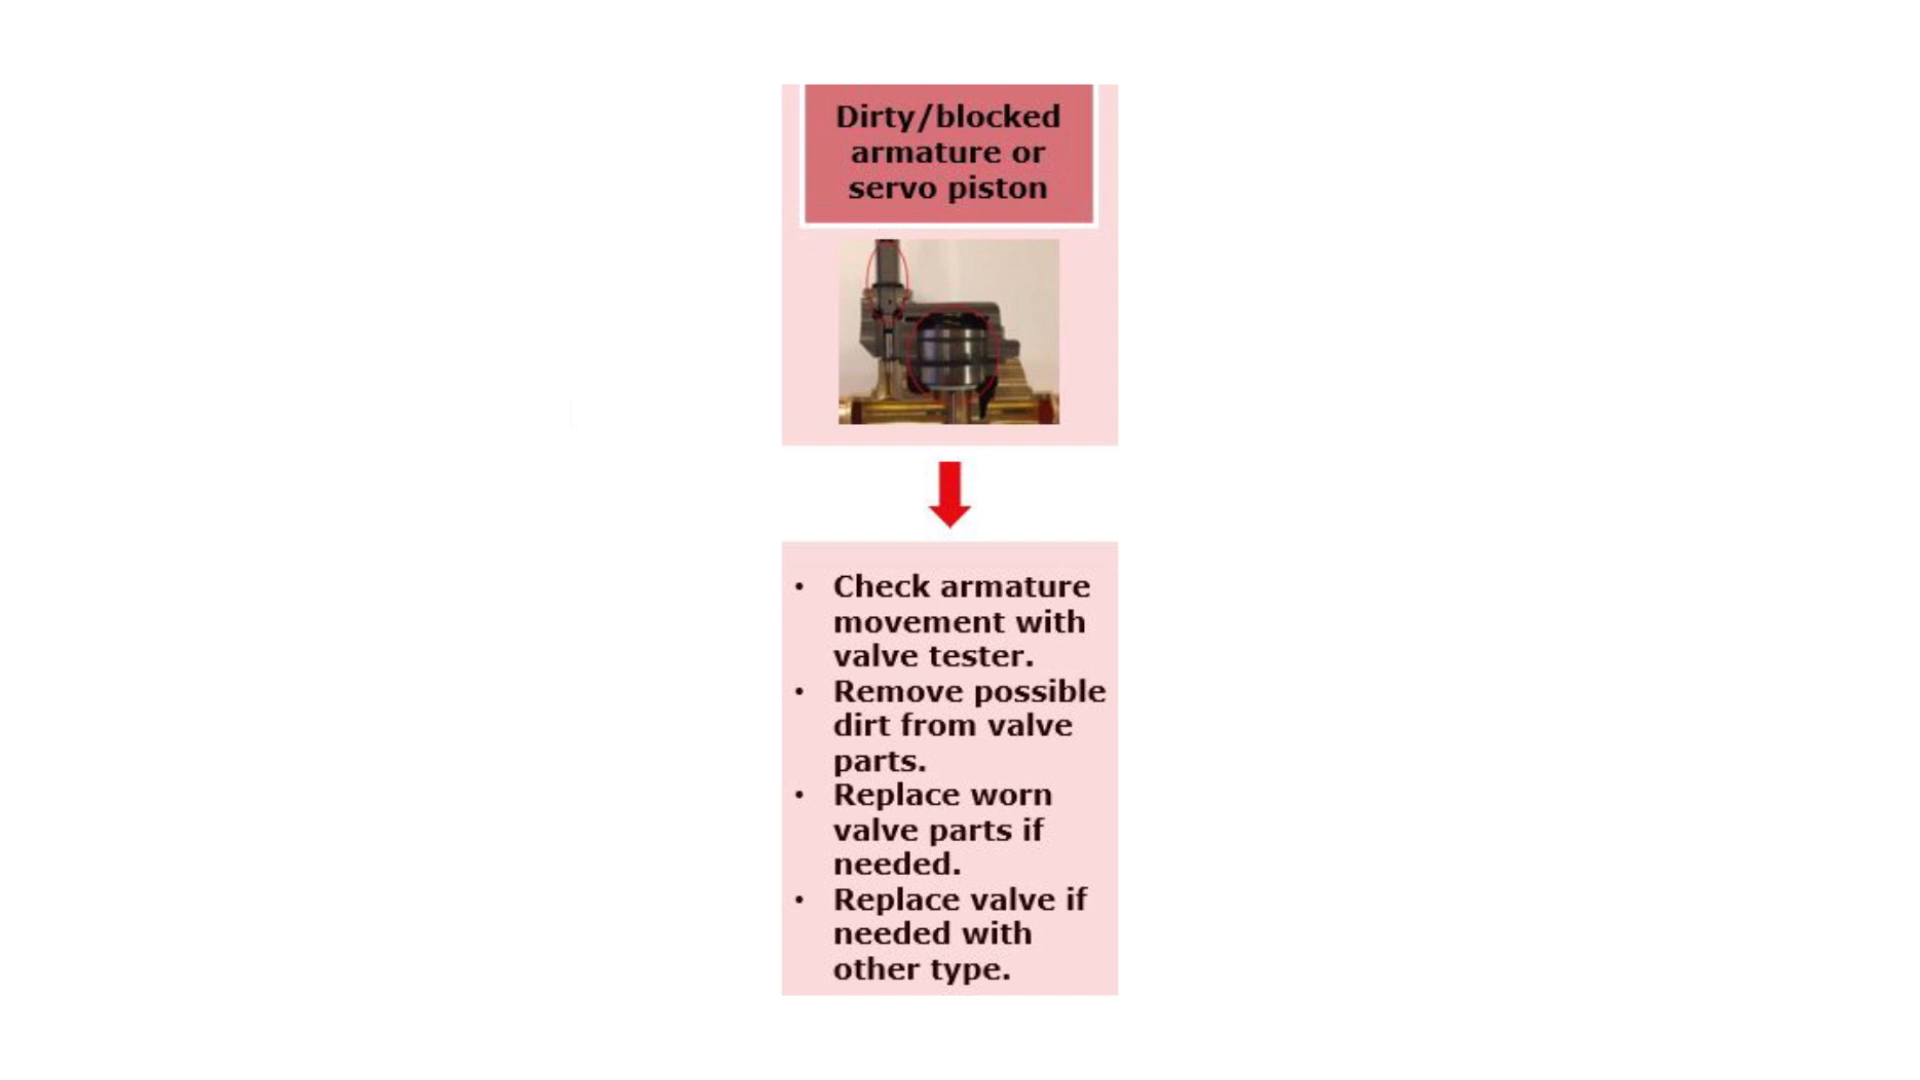 Dirty/blocked
armature or
servo piston
• Check armature
movement with
valve tester.
• Remove possible
dirt from valve
parts.
• Replace worn
valve parts if
needed.
• Replace valve if
needed with
other type.